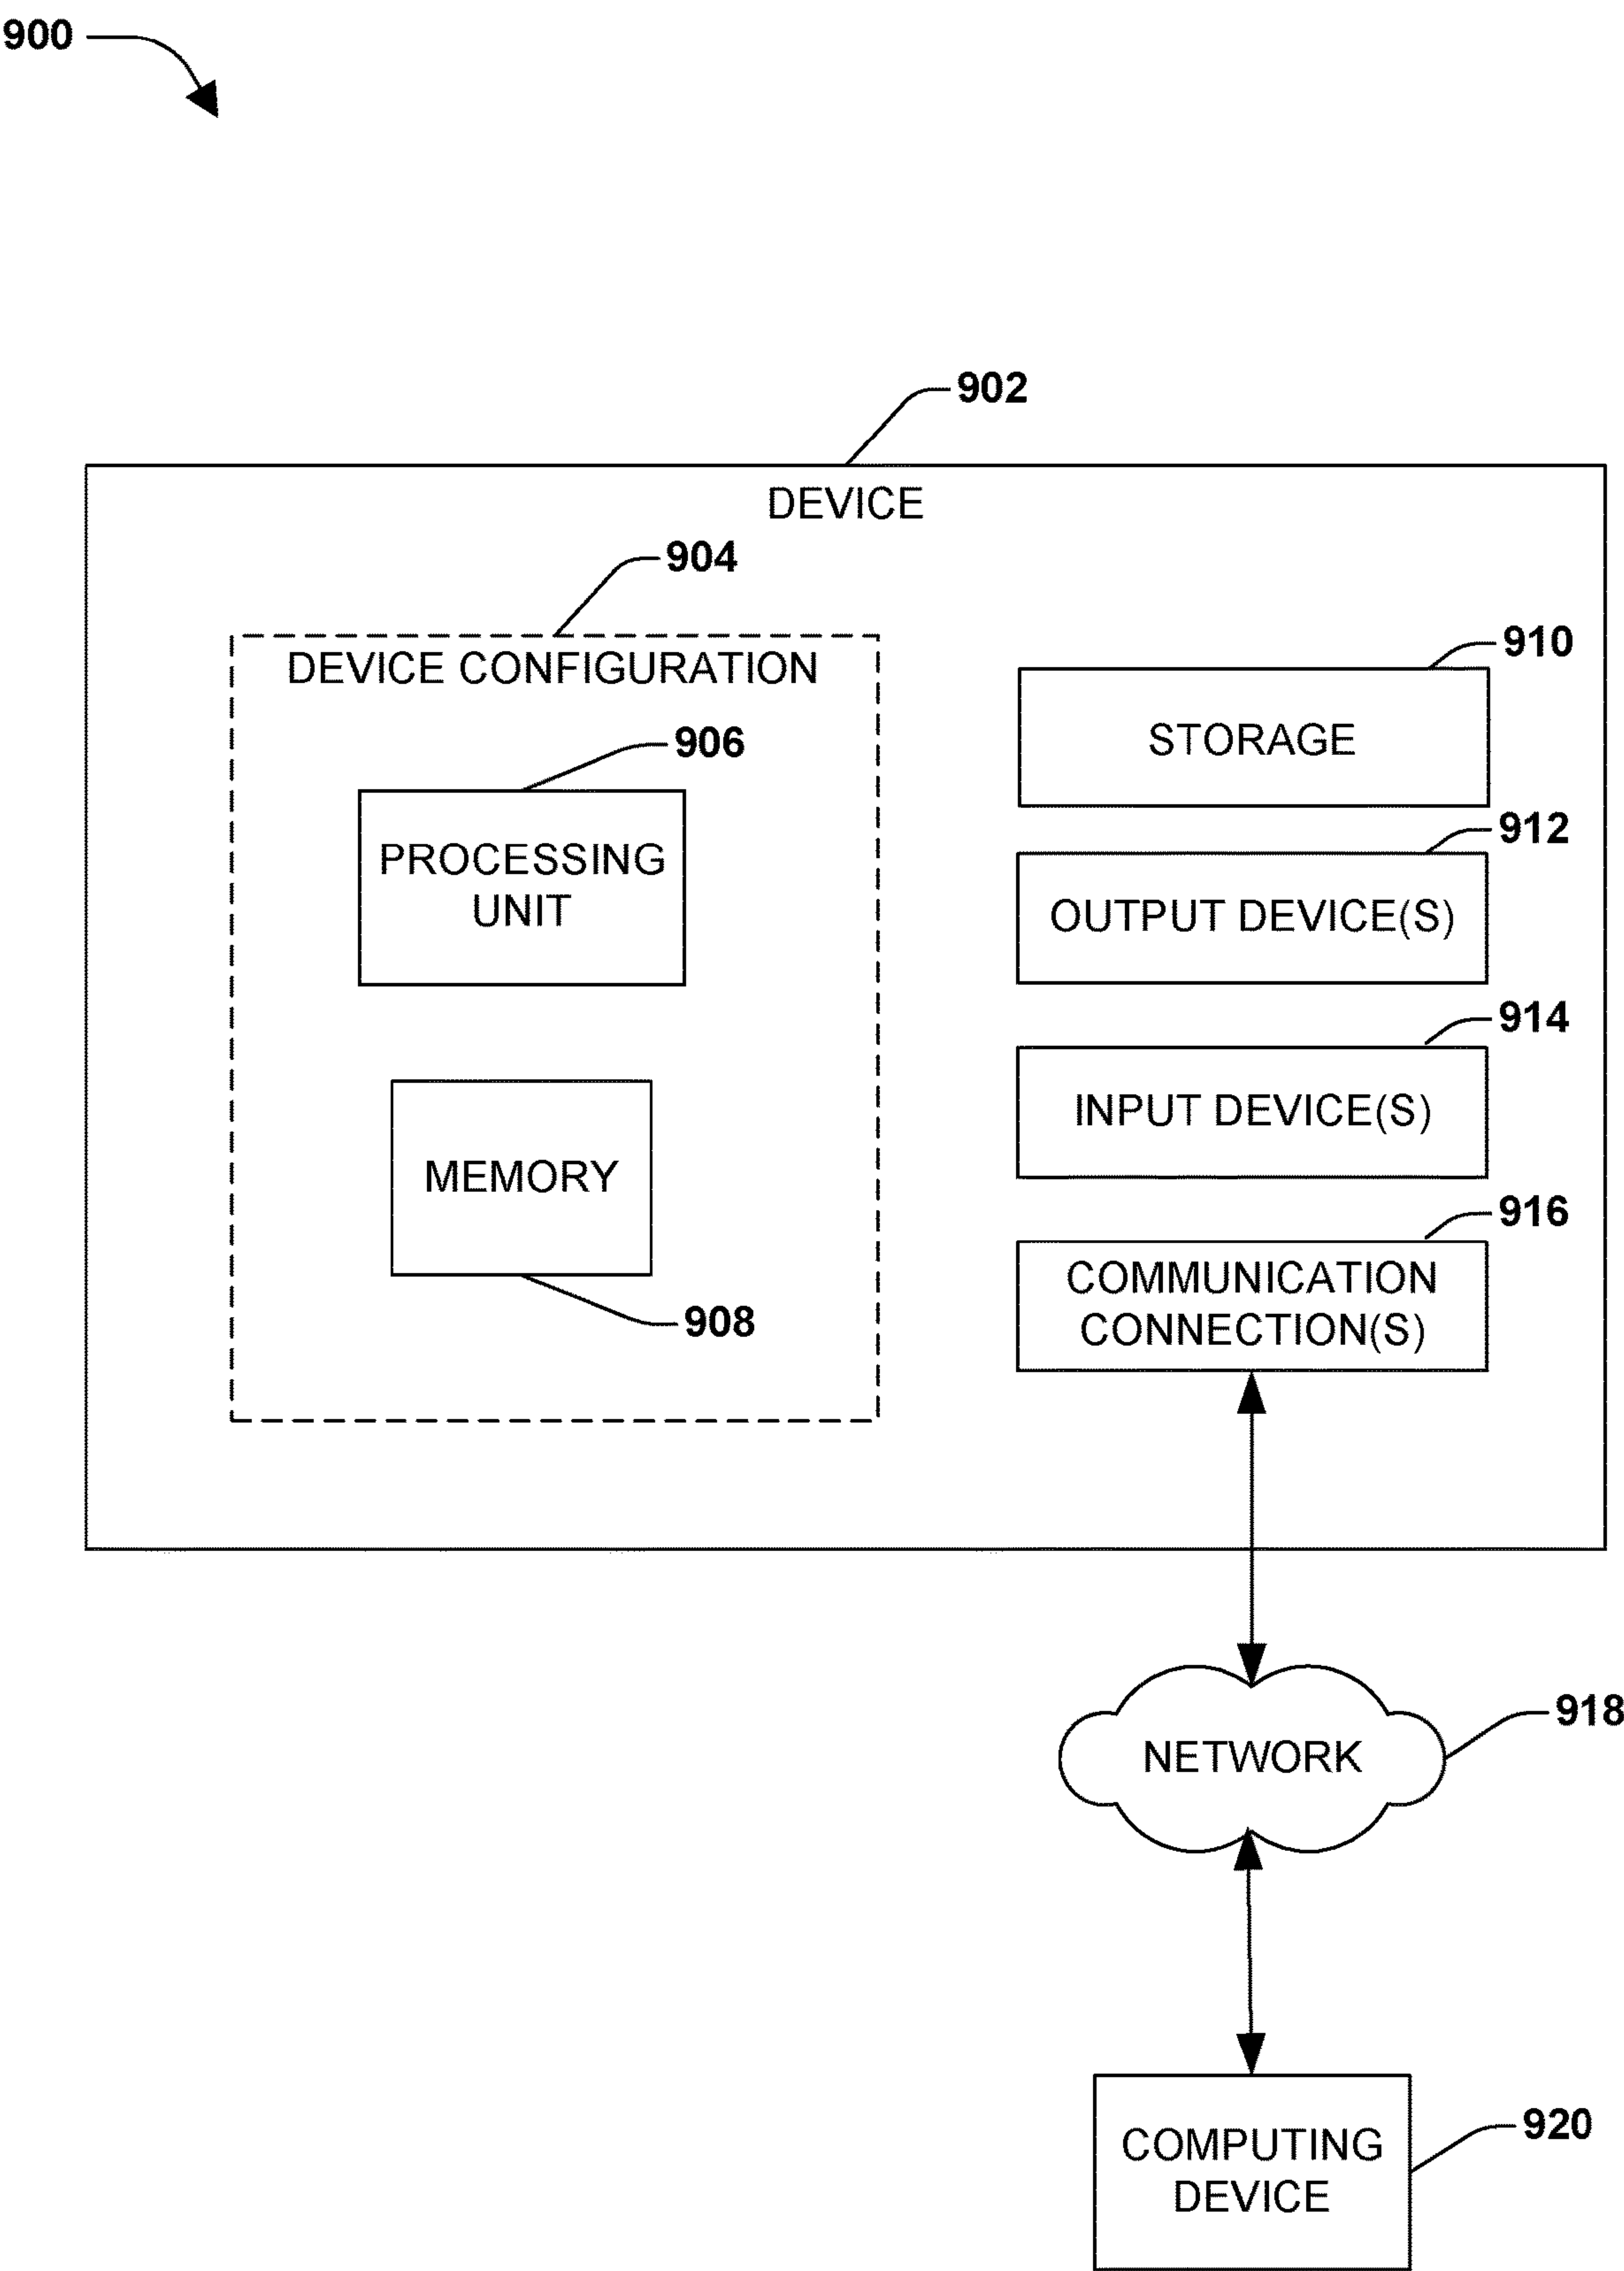 900
902
DEVICE
904
DEVICE CONFIGURATION
906
PROCESSING
UNIT
MEMORY
908
910
STORAGE
912
OUTPUT DEVICE(S)
914
INPUT DEVICE(S)
916
COMMUNICATION
CONNECTION(S)
918
NETWORK
920
COMPUTING
DEVICE